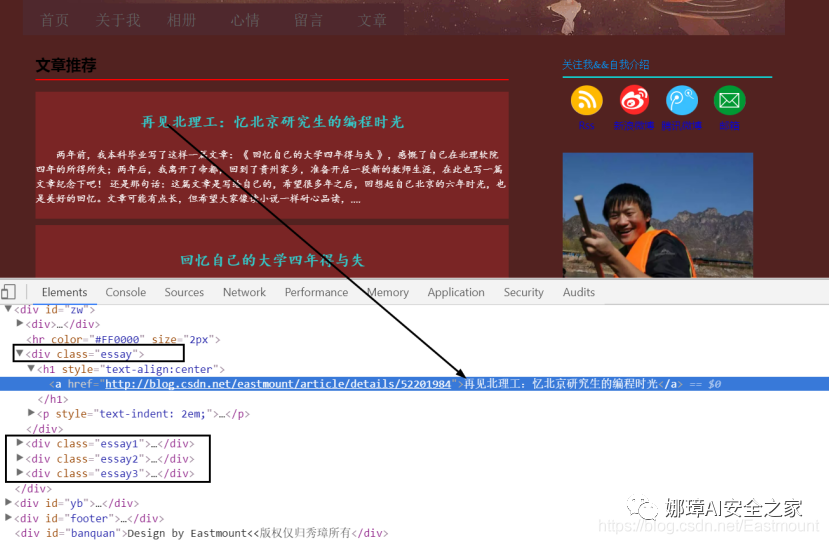 首页 关于我 相册 心情 留言 文章
文章推荐
关注我&&自我介绍
Rss 新浪微博 腾讯微博 邮箱
再见北理工：忆北京研究生的编程时光
两年前，我本科毕业写了这样一篇文章：《 回忆自己的大学四年得与失 》，感慨了自己在北理软院
四年的所得所失；两年后，我离开了帝都，回到了贵州家乡，准备开启一段新的教师生涯，在此也写一篇
文章纪念下吧！ 还是那句话：这篇文章是写给自己的，希望很多年之后，回想起自己北京的六年时光，也
是美好的回忆。文章可能有点长，但希望大家像读小说一样耐心品读，....
回忆自己的大学四年得与失
Elements Console Sources Network Performance Memory Application Security Audits
▼<div id="zw">
▶<div>…</div>
<hr color="#FF0000" size="2px">
▼<div class="essay">
▼<h1 style="text-align:center">
<a href="http://blog.csdn.net/eastmount/article/details/52201984">再见北理工：忆北京研究生的编程时光</a> == $0
</h1>
▶<p style="text-indent: 2em;">…</p>
</div>
▶<div class="essay1">…</div>
▶<div class="essay2">…</div>
▶<div class="essay3">…</div>
</div>
▶<div id="yb">…</div>
▶<div id="footer">…</div>
<div id="banquan">Design by Eastmount<<版权仅归秀璋所有</div>
娜璋AI安全之家
https://blog.csdn.net/Eastmount